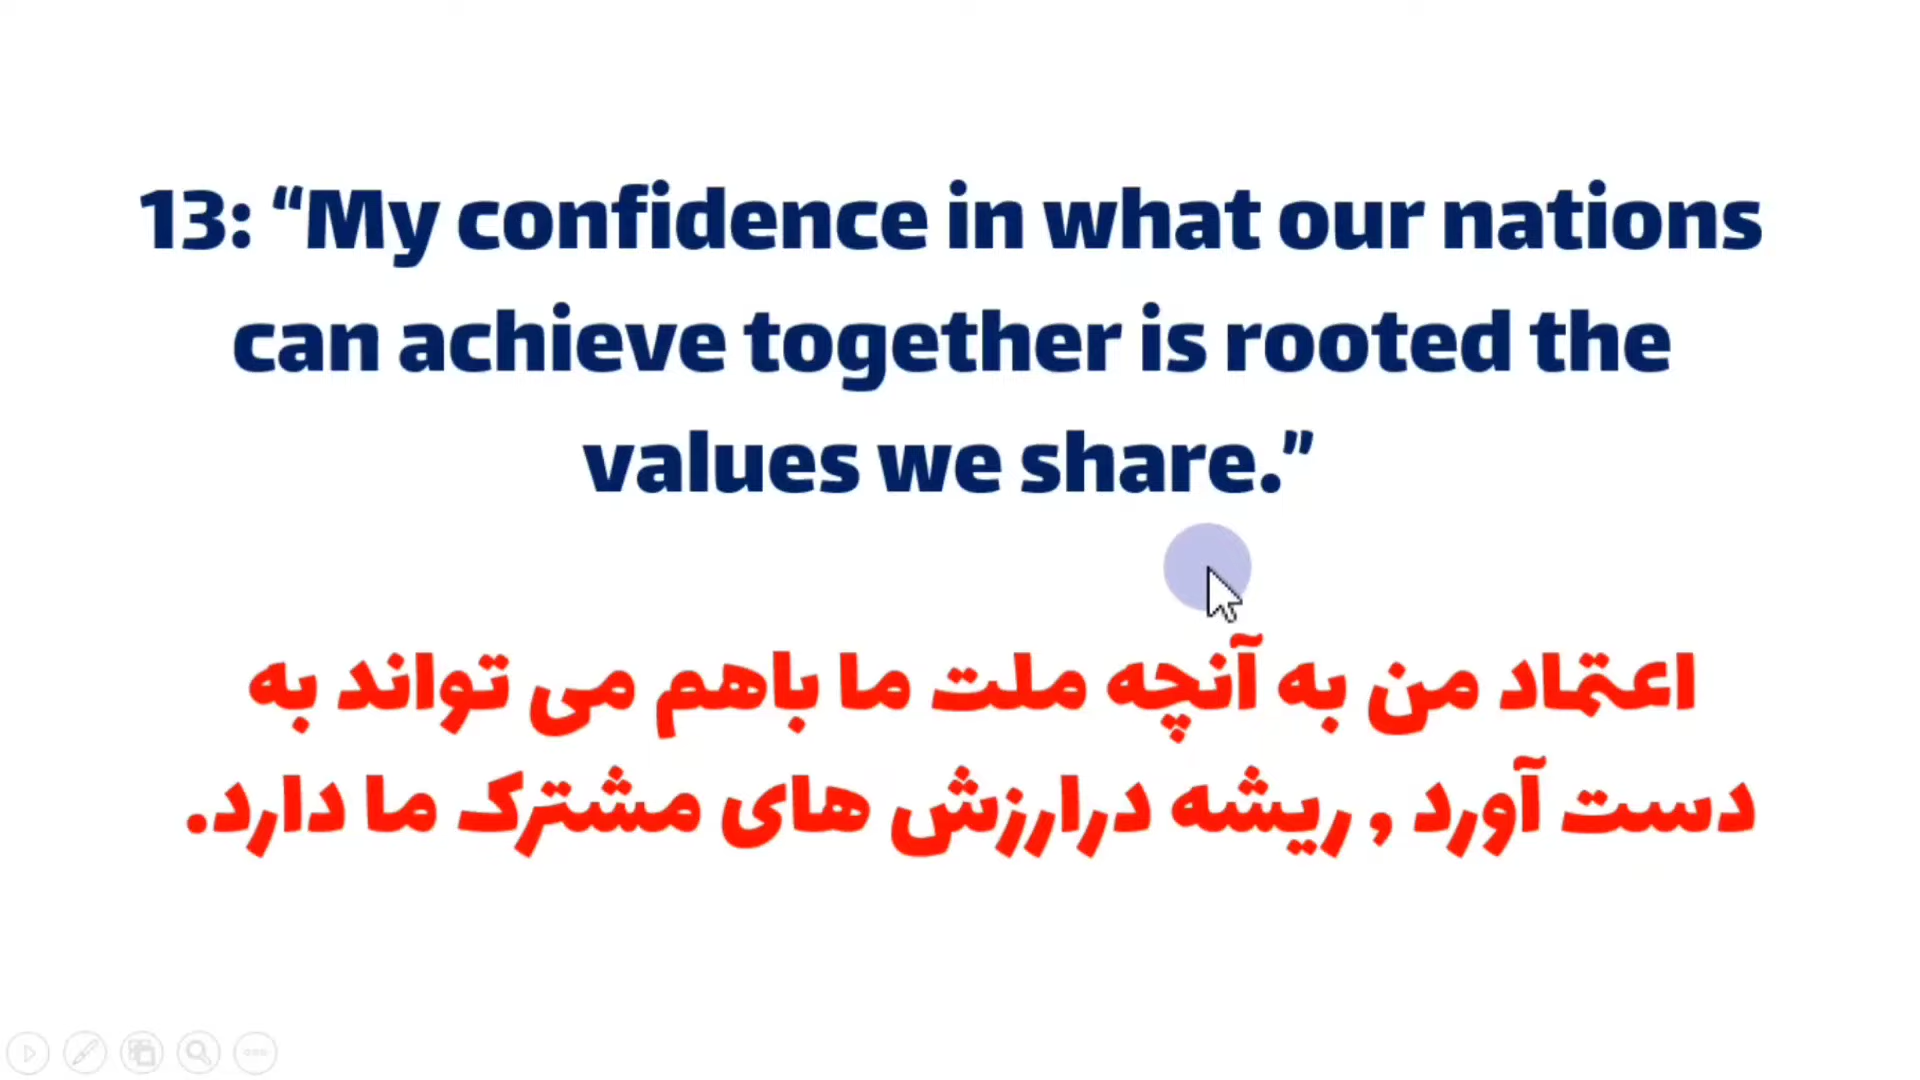 13: “My confidence in what our nations
can achieve together is rooted the
values we share.”
اعتماد من به آنچه ملت ما باهم می تواند به
دست آورد , ریشه درارزش های مشترک ما دارد.